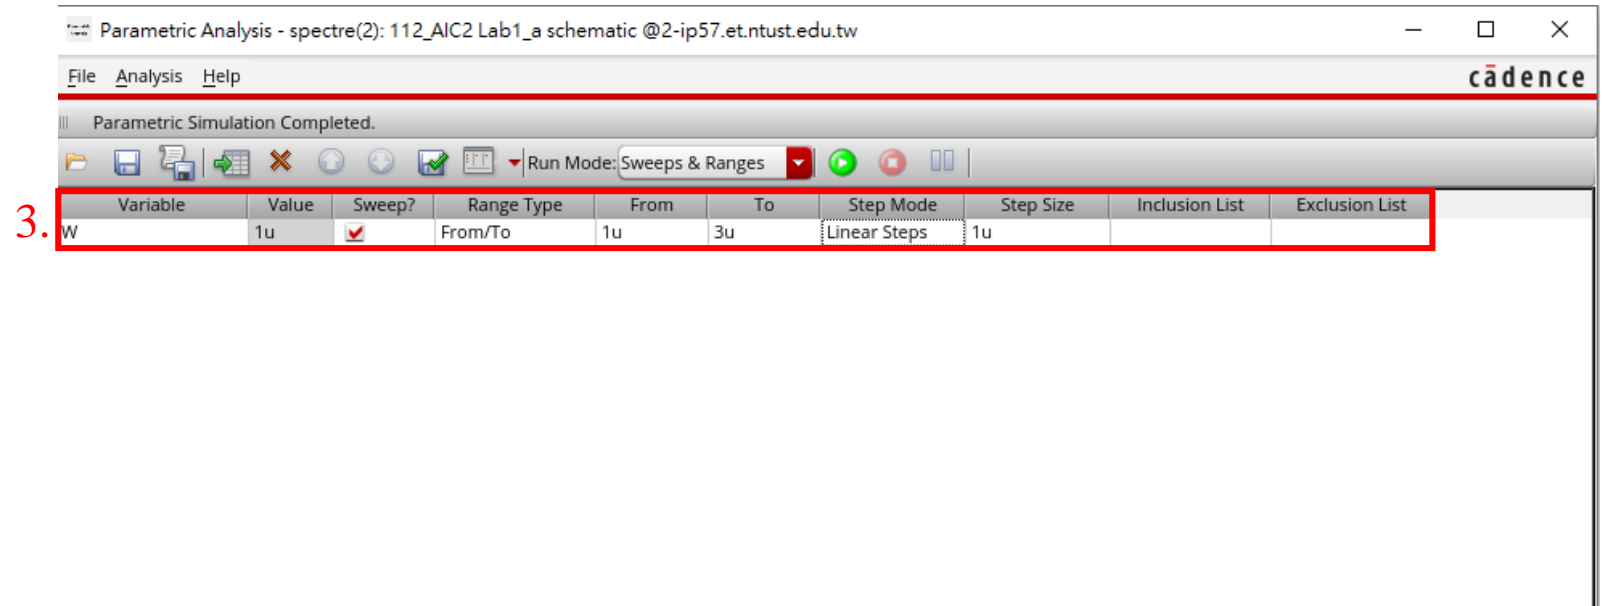 Parametric Analysis - spectre(2): 112_AIC2 Lab1_a schematic @2-ip57.et.ntust.edu.tw
File Analysis Help cādence
Parametric Simulation Completed.
Run Mode: Sweeps & Ranges
Variable Value Sweep? Range Type From To Step Mode Step Size Inclusion List Exclusion List
3. W 1u From/To 1u 3u Linear Steps 1u